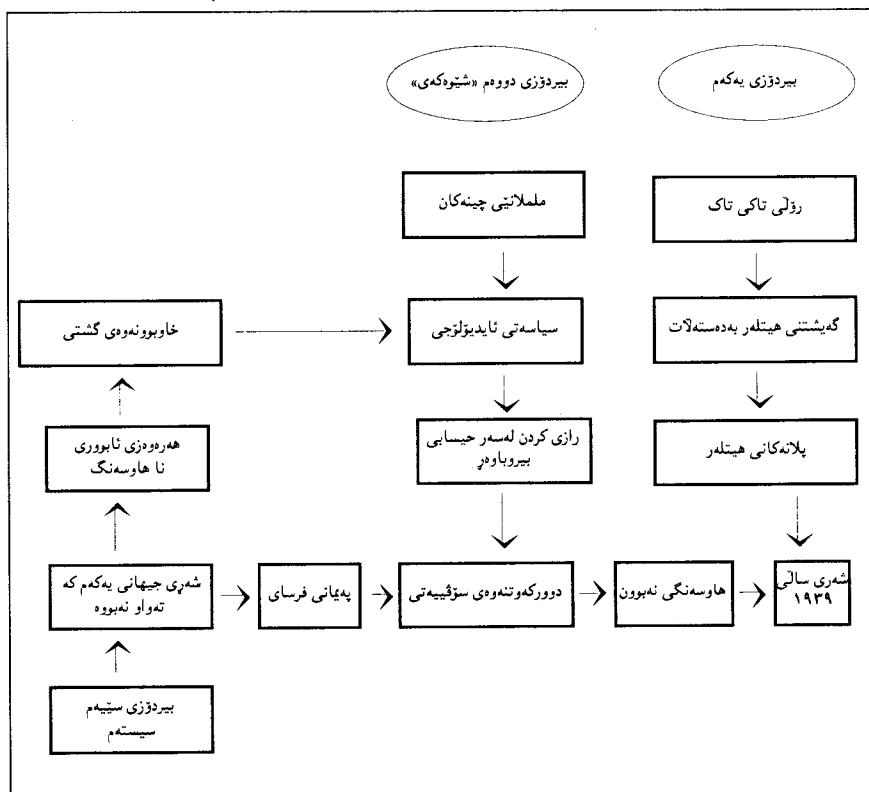 بیردۆزی یەکەم
بیردۆزی دووەم «شێوەکەی»
رۆڵی تاکی تاک
ململانێی چینەکان
گەیشتنی هیتلەر بەدەستەڵات
سیاسەتی ئایدیۆلۆجی
خاوبوونەوەی گشتی
پلانەکانی هیتلەر
رازی کردن لەسەر حیسابی
بیروباوەڕ
هەرەوەزی ئابووری
نا هاوسەنگ
شەڕی ساڵی
١٩٣٩
هاوسەنگی نەبوون
دوورکەوتنەوەی سۆڤییەتی
پەیمانی فرسای
شەڕی جیهانی یەکەم کە
تەواو نەبووە
بیردۆزی سێیەم
سیستەم